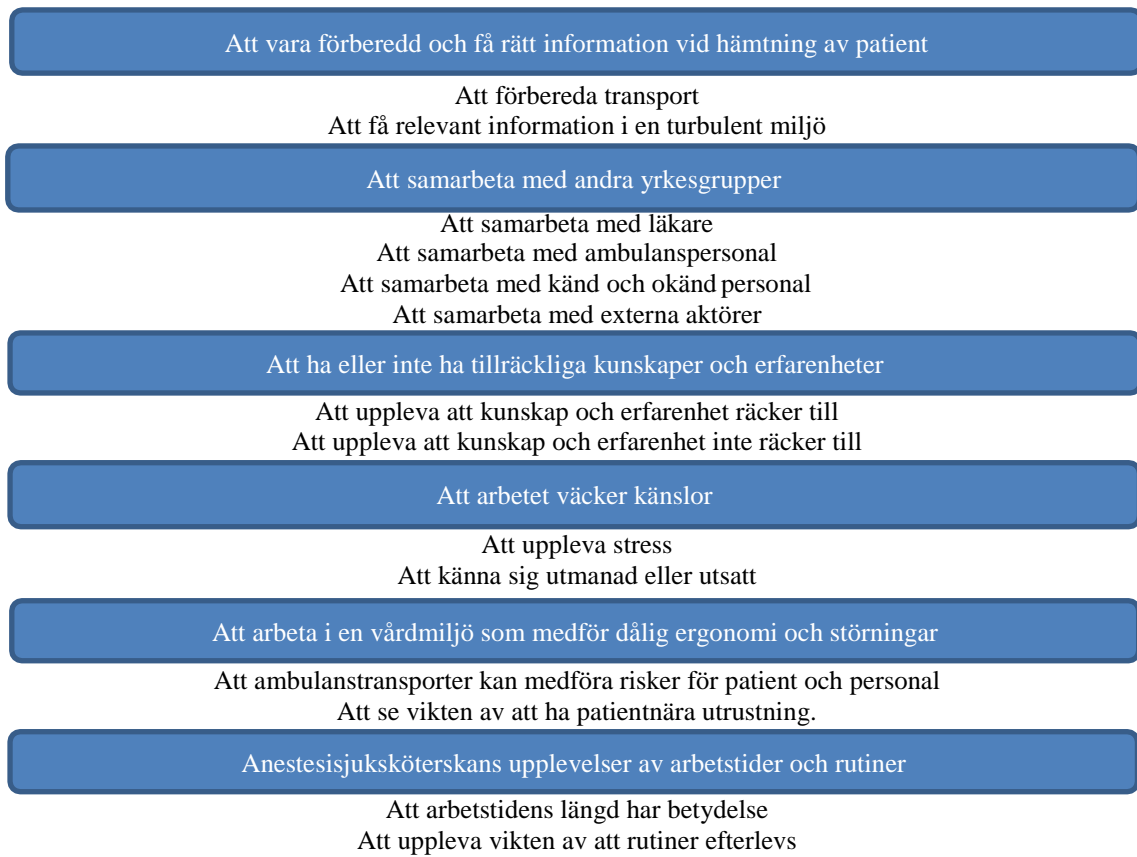 Att vara förberedd och få rätt information vid hämtning av patient
Att förbereda transport
Att få relevant information i en turbulent miljö
Att samarbeta med andra yrkesgrupper
Att samarbeta med läkare
Att samarbeta med ambulanspersonal
Att samarbeta med känd och okänd personal
Att samarbeta med externa aktörer
Att ha eller inte ha tillräckliga kunskaper och erfarenheter
Att uppleva att kunskap och erfarenhet räcker till
Att uppleva att kunskap och erfarenhet inte räcker till
Att arbetet väcker känslor
Att uppleva stress
Att känna sig utmanad eller utsatt
Att arbeta i en vårdmiljö som medför dålig ergonomi och störningar
Att ambulanstransporter kan medföra risker för patient och personal
Att se vikten av att ha patientnära utrustning.
Anestesisjuksköterskans upplevelser av arbetstider och rutiner
Att arbetstidens längd har betydelse
Att uppleva vikten av att rutiner efterlevs